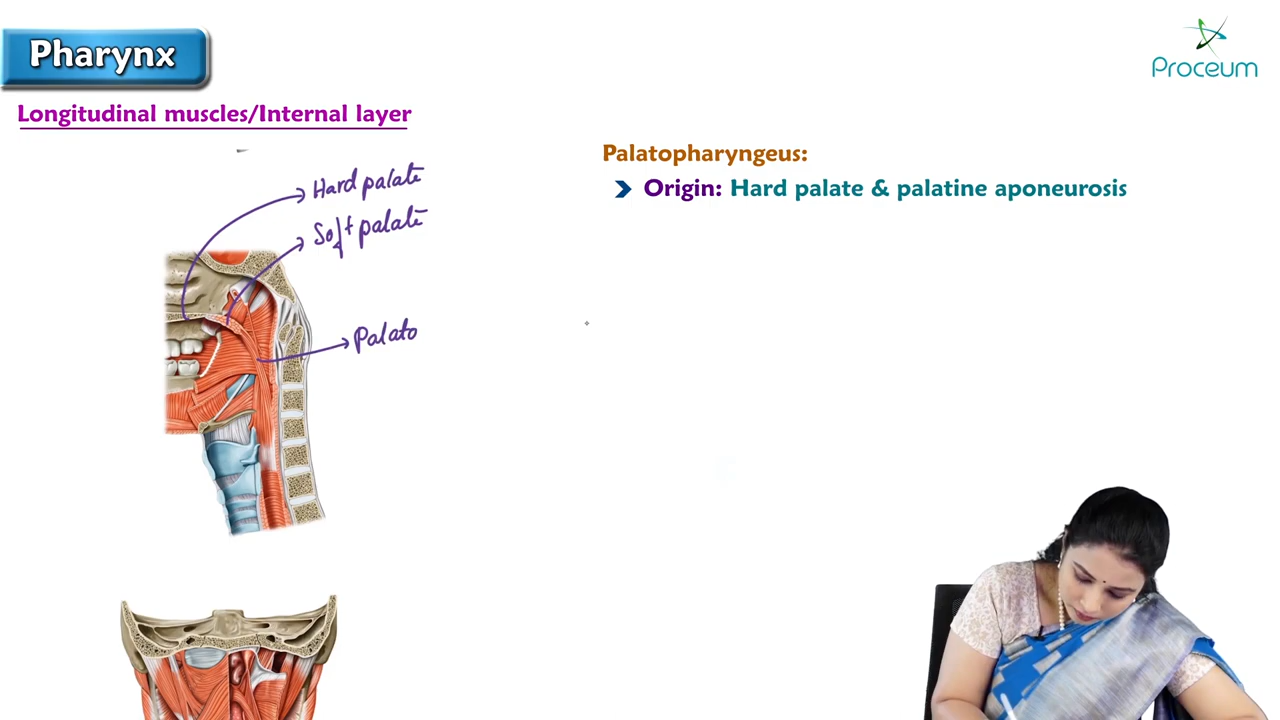 Pharynx
Proceum
Longitudinal muscles/Internal layer
Hard palate
Soft palate
Palato
Palatopharyngeus:
Origin: Hard palate & palatine aponeurosis